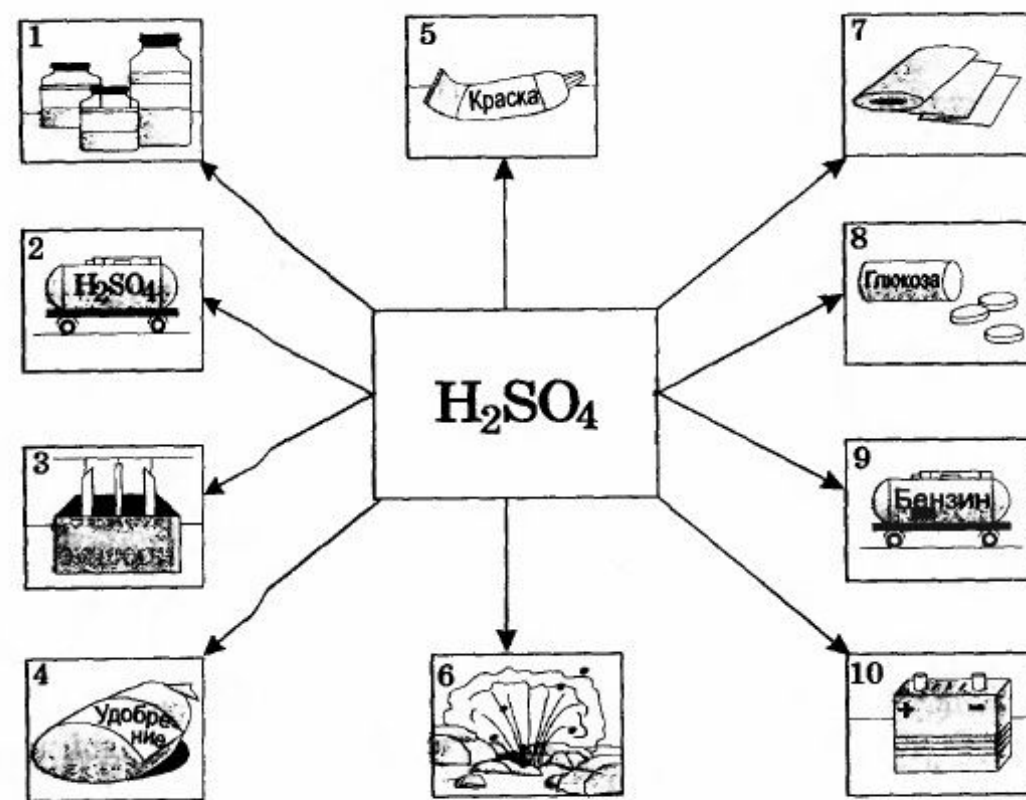 1
5
Краска
7
2
H₂SO₄
8
Глюкоза
H₂SO₄
3
9
Бензин
4
Удобре
ние
6
10
+ -